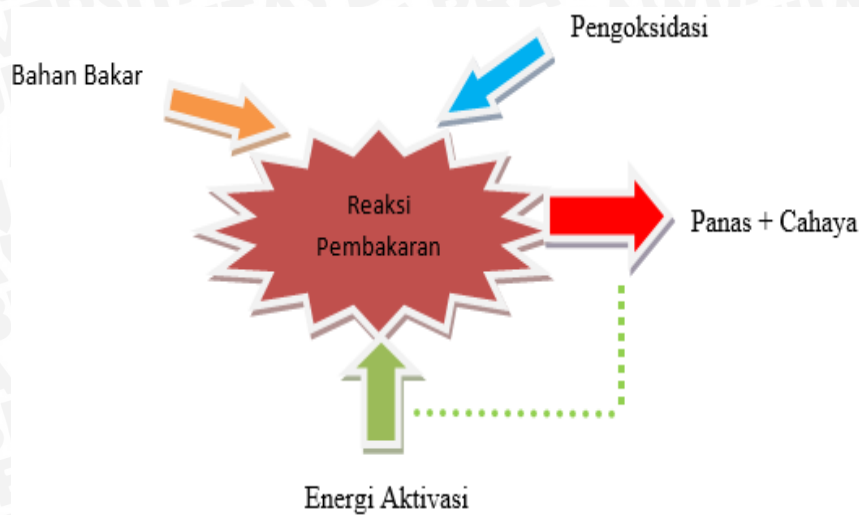 Pengoksidasi
Bahan Bakar
Reaksi
Pembakaran
Panas + Cahaya
Energi Aktivasi